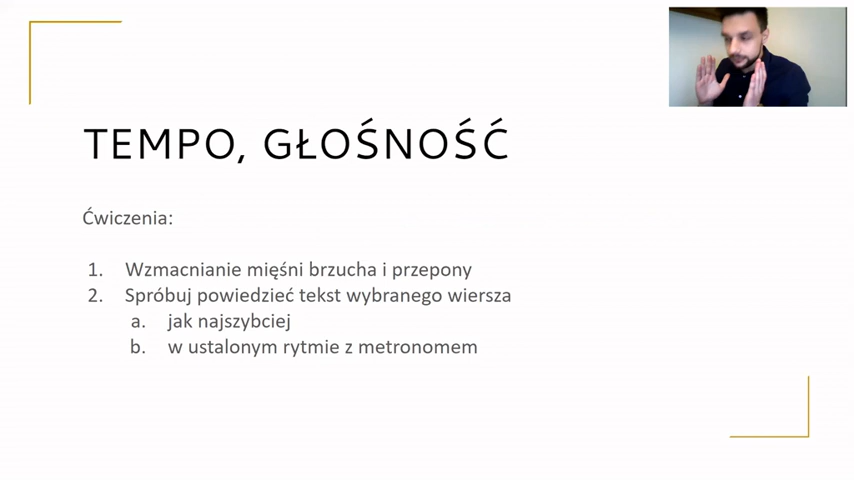 TEMPO, GŁOŚNOŚĆ
Ćwiczenia:
1. Wzmacnianie mięśni brzucha i przepony
2. Spróbuj powiedzieć tekst wybranego wiersza
a. jak najszybciej
b. w ustalonym rytmie z metronomem